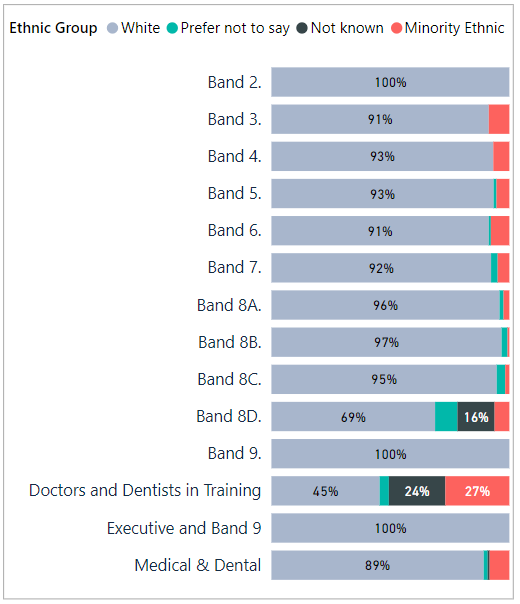 Ethnic Group White Prefer not to say Not known Minority Ethnic
Band 2. 100%
Band 3. 91%
Band 4. 93%
Band 5. 93%
Band 6. 91%
Band 7. 92%
Band 8A. 96%
Band 8B. 97%
Band 8C. 95%
Band 8D. 69% 16%
Band 9. 100%
Doctors and Dentists in Training 45% 24% 27%
Executive and Band 9 100%
Medical & Dental 89%